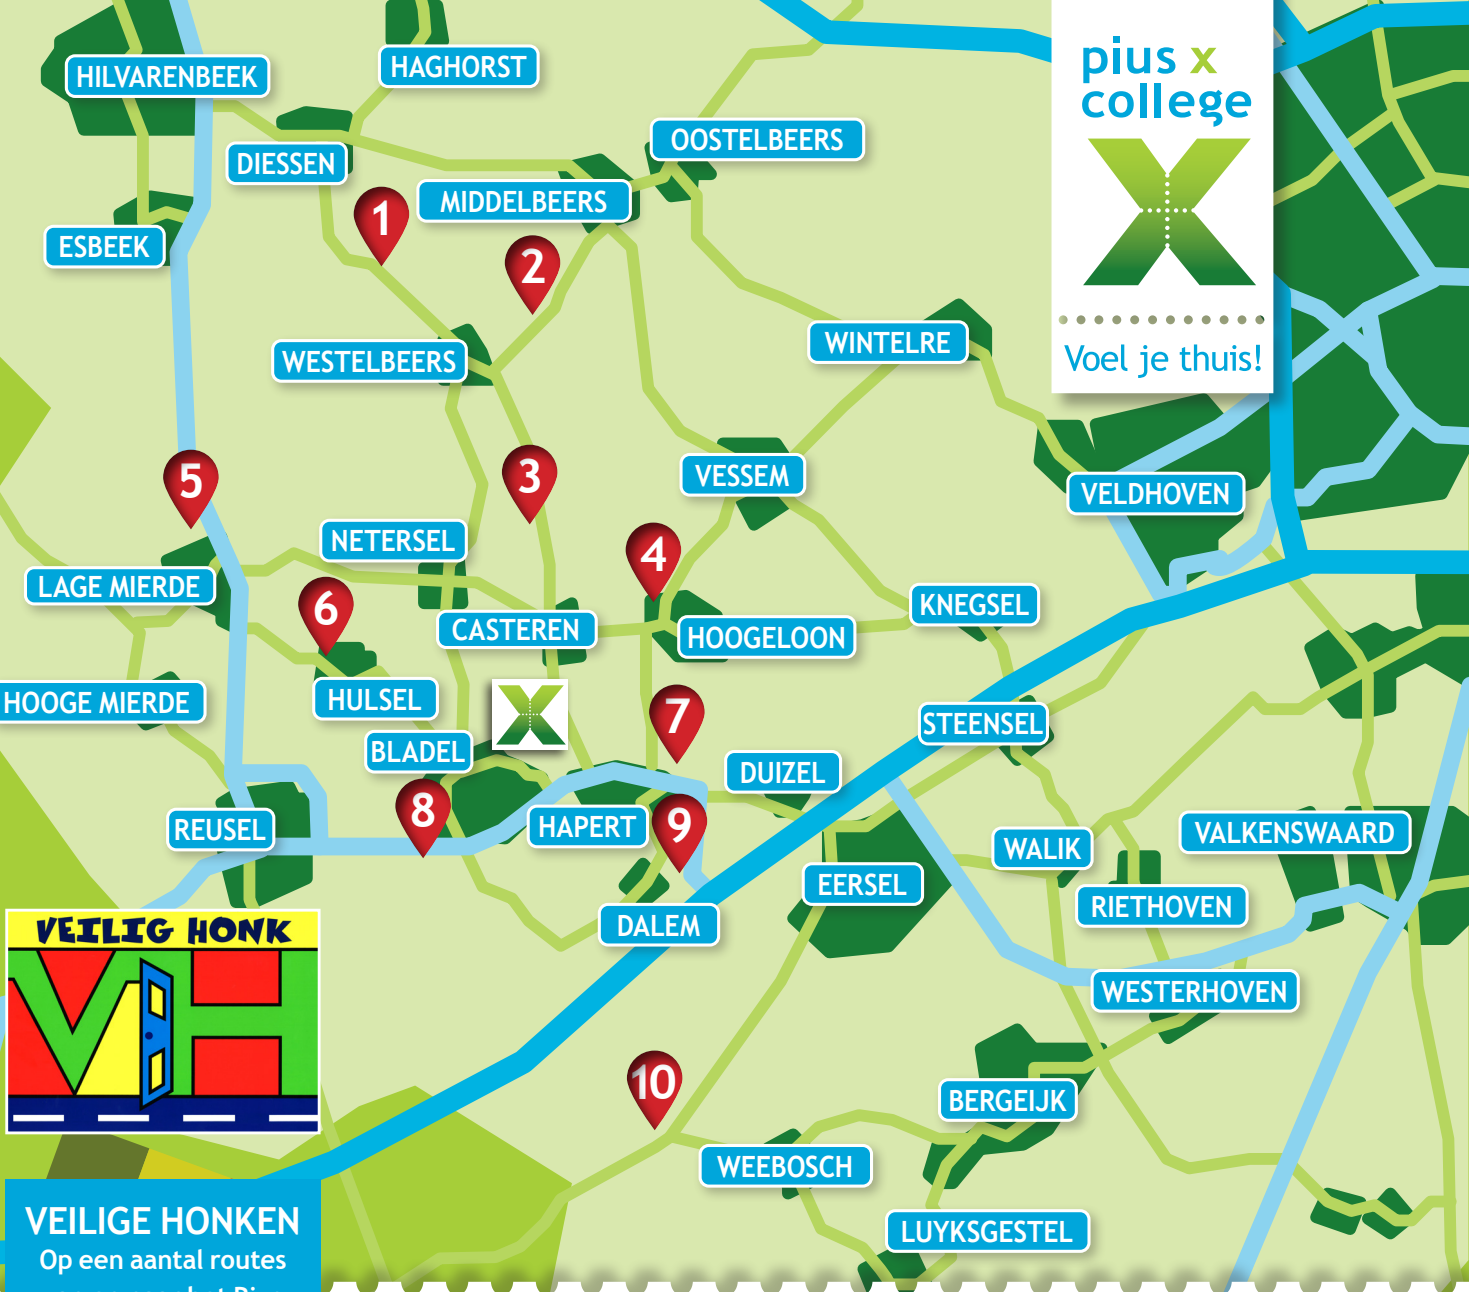 HAGHORST
HILVARENBEEK
pius x
college
OOSTELBEERS
DIESSEN
MIDDELBEERS
1
ESBEEK
2
WINTELRE
WESTELBEERS
Voel je thuis!
3
VESSEM
5
VELDHOVEN
NETERSEL
4
LAGE MIERDE
6
KNEGSEL
CASTEREN
HOOGELOON
HOOGE MIERDE
HULSEL
7
STEENSEL
BLADEL
DUIZEL
8
REUSEL
HAPERT
9
VALKENSWAARD
WALIK
EERSEL
RIETHOVEN
DALEM
VEILIG HONK
VH
WESTERHOVEN
10
BERGEIJK
WEEBOSCH
VEILIGE HONKEN
LUYKSGESTEL
Op een aantal routes